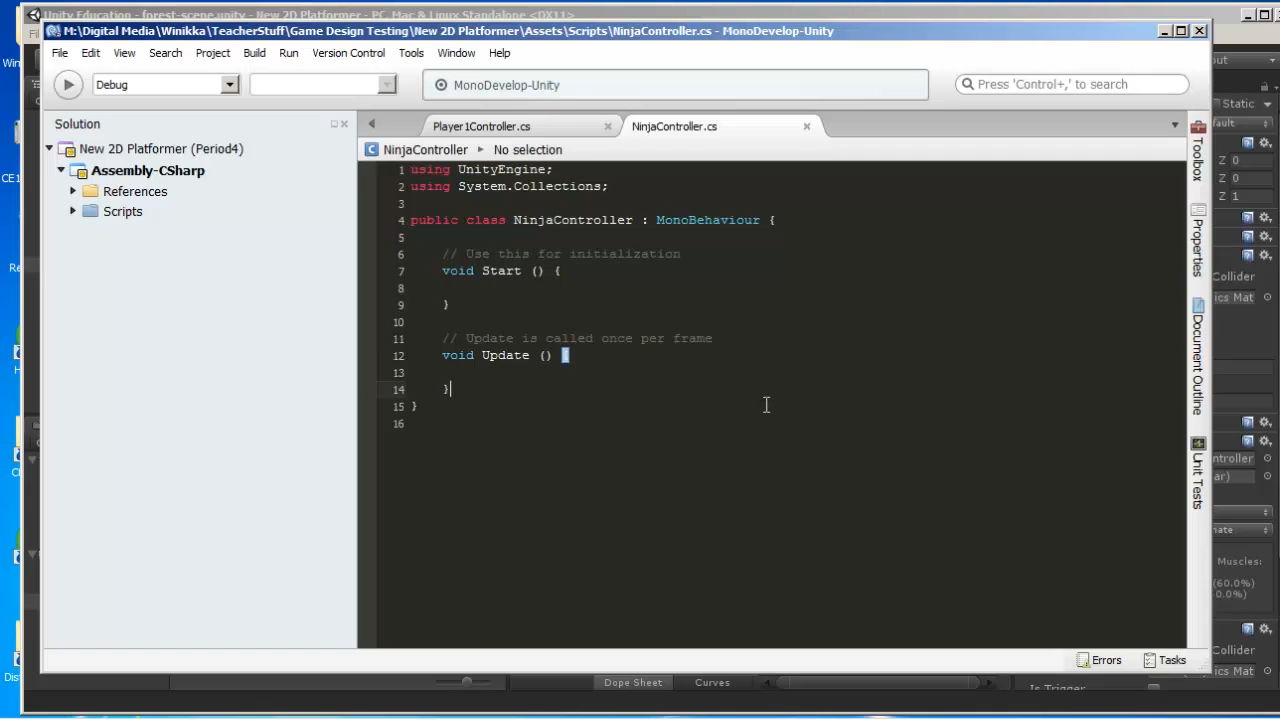 Unity Education - forest-scene.unity - New 2D Platformer - PC, Mac & Linux Standalone <DX11>
M:\Digital Media\Winikka\TeacherStuff\Game Design Testing\New 2D Platformer\Assets\Scripts\NinjaController.cs - MonoDevelop-Unity
File Edit View Search Project Build Run Version Control Tools Window Help
Debug MonoDevelop-Unity Press 'Control+,' to search
Solution
New 2D Platformer (Period4)
Assembly-CSharp
References
Scripts
Player1Controller.cs NinjaController.cs
NinjaController No selection
1 using UnityEngine;
2 using System.Collections;
3
4 public class NinjaController : MonoBehaviour {
5
6 // Use this for initialization
7 void Start () {
8
9 }
10
11 // Update is called once per frame
12 void Update () {
13
14 }
15 }
16
Toolbox
Properties
Document Outline
Unit Tests
Static
Z 0
Z 0
Z 1
Collider
ics Mat
Muscles:
(60.0%)
Collider
ics Mat
Errors Tasks
Dope Sheet Curves
Is Trigger